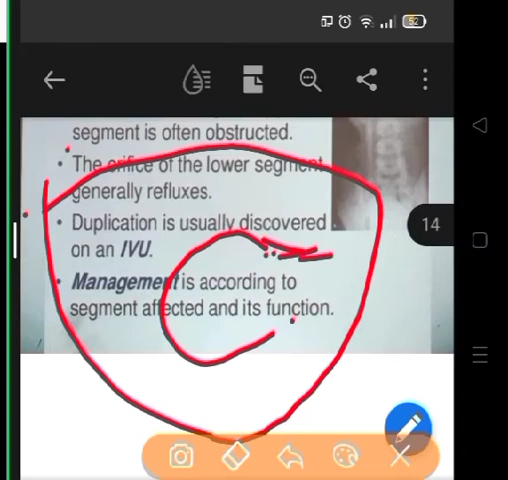 52
segment is often obstructed.
• The orifice of the lower segment
generally refluxes.
• Duplication is usually discovered
on an IVU.
• Management is according to
segment affected and its function.
14